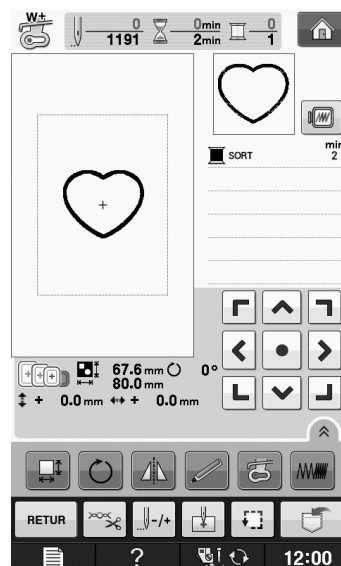 W+ 0 0min 0
1191 2min 1
min
SORT 2
67.6 mm 0°
80.0 mm
+ 0.0 mm + 0.0 mm
RETUR -/+
? 12:00